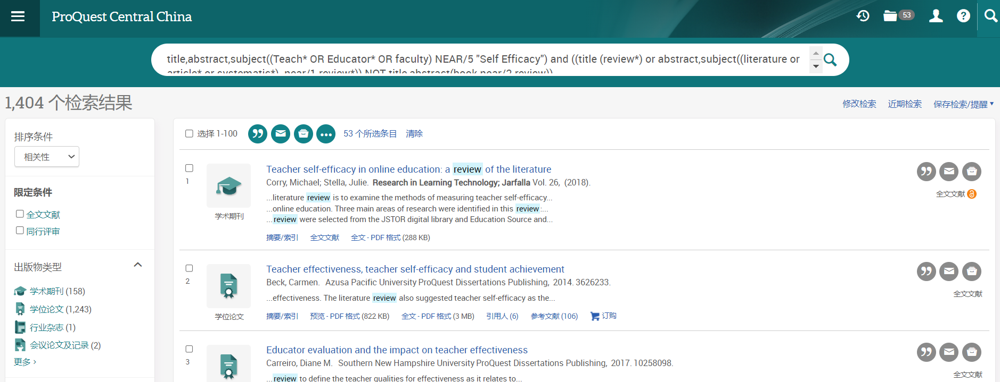 ProQuest Central China
53
title,abstract,subject((Teach* OR Educator* OR faculty) NEAR/5 "Self Efficacy") and ((title (review*) or abstract,subject((literature or
article* or systematic*) near/1 review*)) NOT title,abstract(book near/2 review))
1,404 个检索结果
修改检索 近期检索 保存检索/提醒
排序条件
相关性
限定条件
全文文献
同行评审
出版物类型
学术期刊 (158)
学位论文 (1,243)
行业杂志 (1)
会议论文及记录 (2)
更多 ›
选择 1-100
53 个所选条目 清除
1
学术期刊
Teacher self-efficacy in online education: a review of the literature
Corry, Michael; Stella, Julie. Research in Learning Technology; Jarfalla Vol. 26, (2018).
...literature review is to examine the methods of measuring teacher self-efficacy...
...online education. Three main areas of research were identified in this review:...
...review were selected from the JSTOR digital library and Education Source and...
摘要/索引 全文文献 全文 - PDF 格式 (288 KB)
全文文献
2
学位论文
Teacher effectiveness, teacher self-efficacy and student achievement
Beck, Carmen. Azusa Pacific University ProQuest Dissertations Publishing, 2014. 3626233.
...effectiveness. The literature review also suggested teacher self-efficacy as the...
摘要/索引 预览 - PDF 格式 (822 KB) 全文 - PDF 格式 (3 MB) 引用人 (6) 参考文献 (106) 订购
全文文献
3
Educator evaluation and the impact on teacher effectiveness
Carreiro, Diane M. Southern New Hampshire University ProQuest Dissertations Publishing, 2017. 10258098.
...review to define the teacher qualities for effectiveness as it relates to...
全文文献